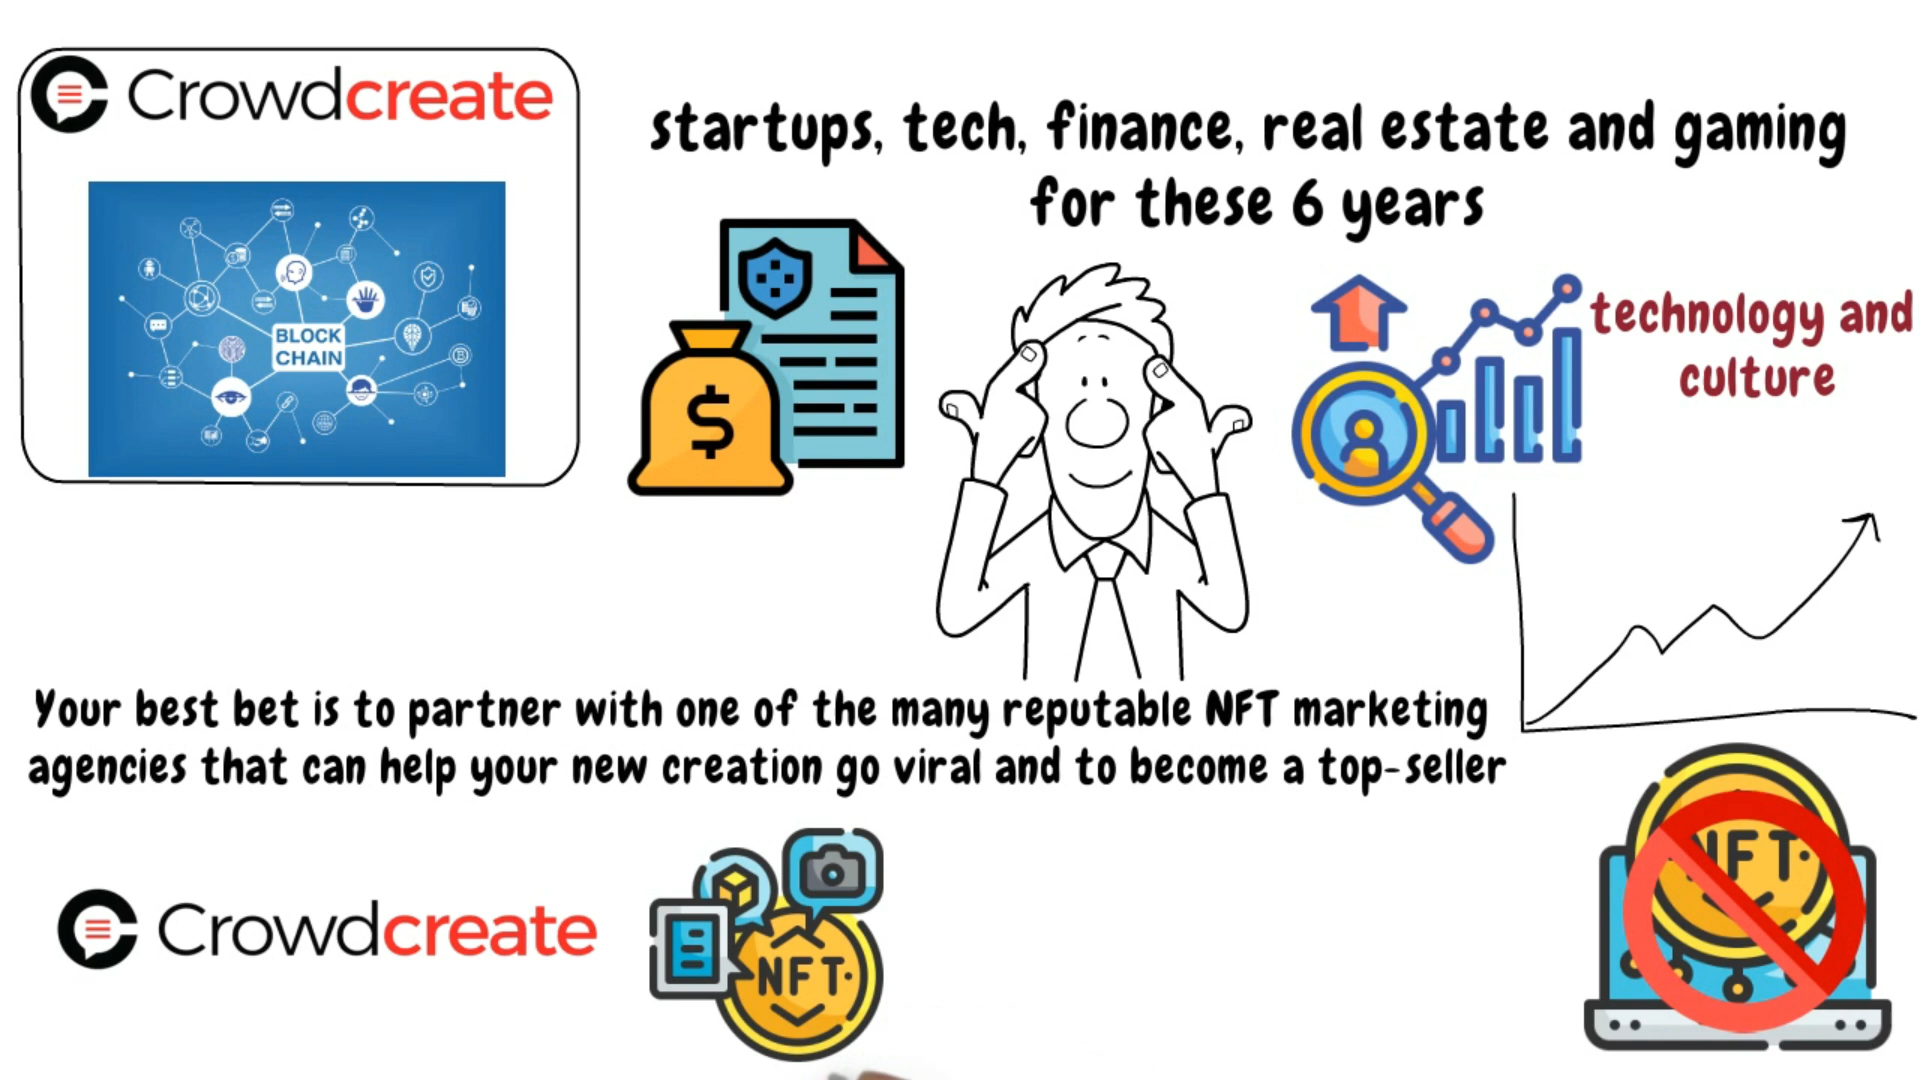 Crowdcreate
BLOCK
CHAIN
startups, tech, finance, real estate and gaming
for these 6 years
$
technology and
culture
Your best bet is to partner with one of the many reputable NFT marketing
agencies that can help your new creation go viral and to become a top-seller
Crowdcreate
NFT
NFT